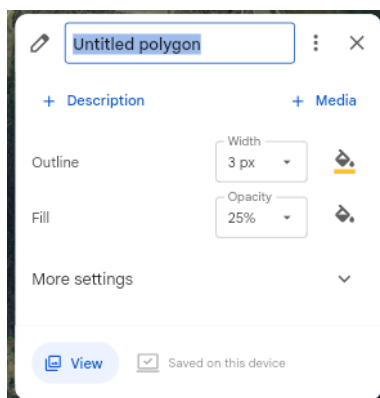 Untitled polygon
+ Description
+ Media
Width
Outline
3 px
Opacity
Fill
25%
More settings
View
Saved on this device